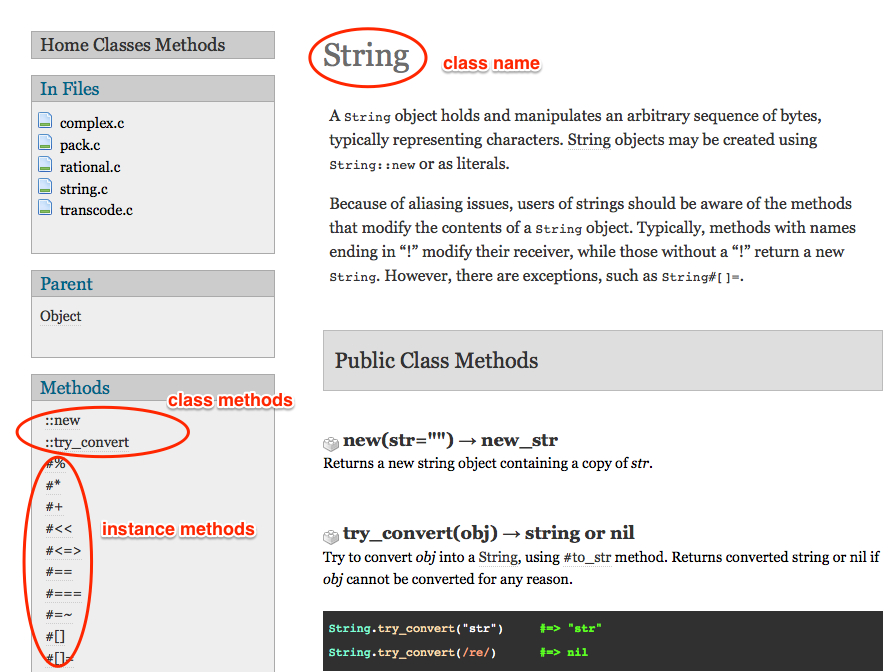 Home Classes Methods
In Files
complex.c
pack.c
rational.c
string.c
transcode.c
Parent
Object
Methods
class methods
::new
::try_convert
#%
#*
#+
#<<
#<=>
#==
#===
#=~
#[]
#[]=
instance methods
String
class name
A String object holds and manipulates an arbitrary sequence of bytes,
typically representing characters. String objects may be created using
String::new or as literals.
Because of aliasing issues, users of strings should be aware of the methods
that modify the contents of a String object. Typically, methods with names
ending in “!” modify their receiver, while those without a “!” return a new
String. However, there are exceptions, such as String#[]=.
Public Class Methods
new(str="") → new_str
Returns a new string object containing a copy of str.
try_convert(obj) → string or nil
Try to convert obj into a String, using #to_str method. Returns converted string or nil if
obj cannot be converted for any reason.
String.try_convert("str") #=> "str"
String.try_convert(/re/) #=> nil